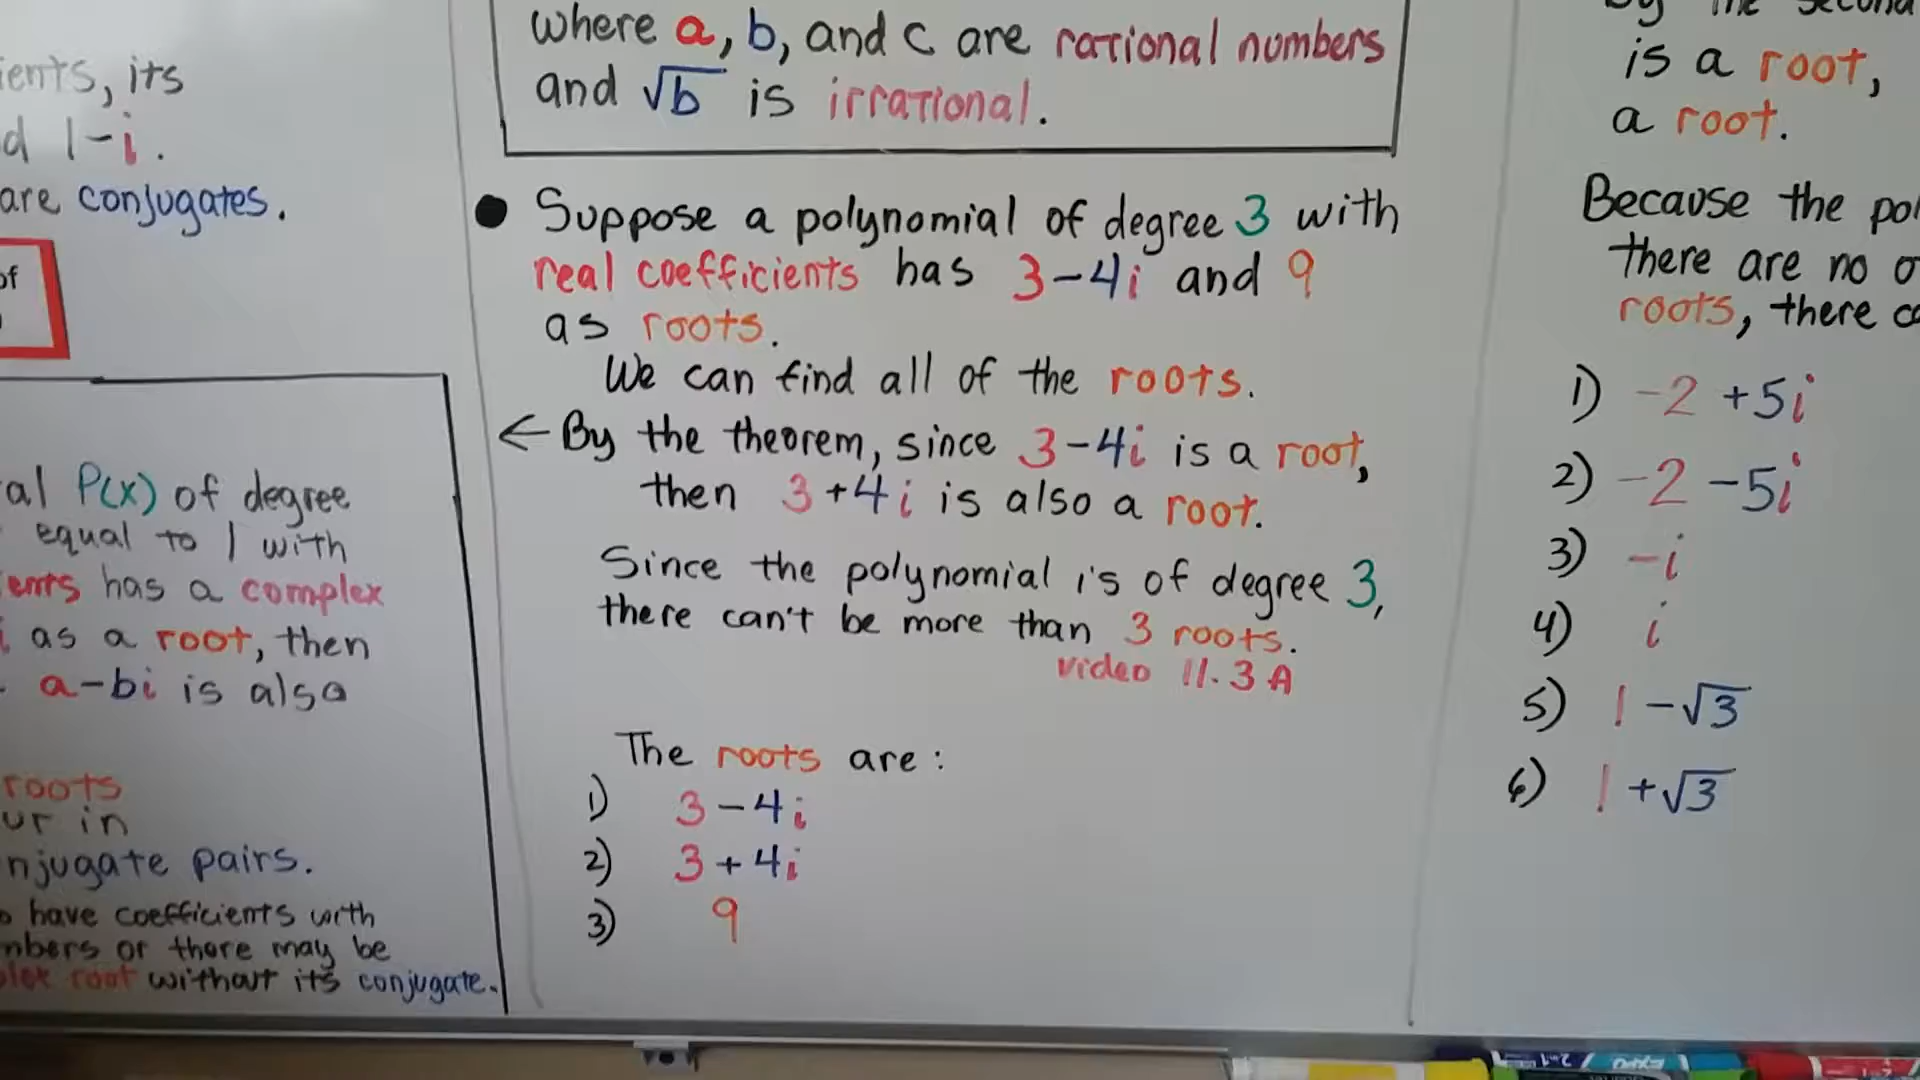 ients, its
d 1-i.
are conjugates.
of
al P(x) of degree
equal to 1 with
ents has a complex
i as a root, then
a-bi is also
roots
ur in
njugate pairs.
have coefficients with
mbers or there may be
root without its conjugate.
where a, b, and c are rational numbers
and √b is irrational.
● Suppose a polynomial of degree 3 with
real coefficients has 3-4i and 9
as roots.
We can find all of the roots.
← By the theorem, since 3-4i is a root,
then 3+4i is also a root.
Since the polynomial is of degree 3,
there can't be more than 3 roots.
video 11.3A
The roots are:
1) 3-4i
2) 3+4i
3) 9
is a root,
a root.
Because the pol
there are no o
roots, there ca
1) -2+5i
2) -2-5i
3) -i
4) i
5) 1-√3
6) 1+√3